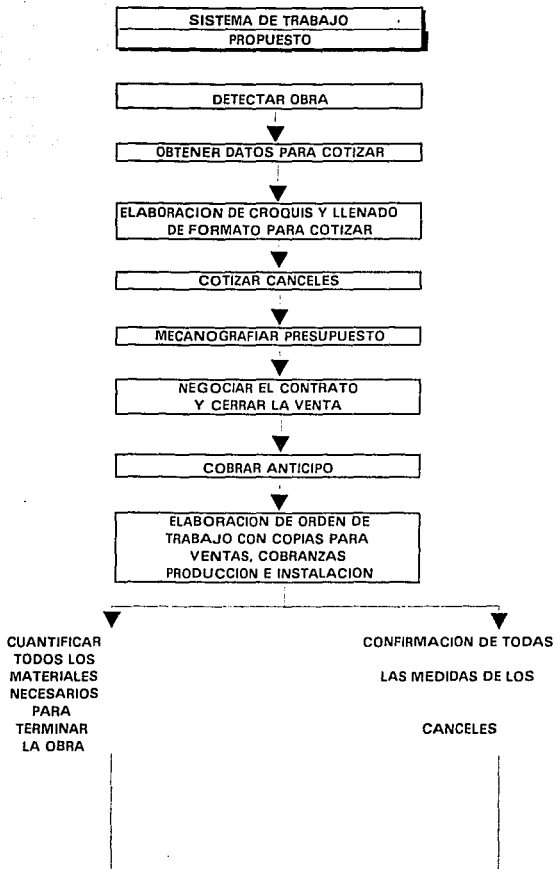 SISTEMA DE TRABAJO
PROPUESTO
DETECTAR OBRA
OBTENER DATOS PARA COTIZAR
ELABORACION DE CROQUIS Y LLENADO
DE FORMATO PARA COTIZAR
COTIZAR CANCELES
MECANOGRAFIAR PRESUPUESTO
NEGOCIAR EL CONTRATO
Y CERRAR LA VENTA
COBRAR ANTICIPO
ELABORACION DE ORDEN DE
TRABAJO CON COPIAS PARA
VENTAS, COBRANZAS
PRODUCCION E INSTALACION
CUANTIFICAR
TODOS LOS
MATERIALES
NECESARIOS
PARA
TERMINAR
LA OBRA
CONFIRMACION DE TODAS
LAS MEDIDAS DE LOS
CANCELES